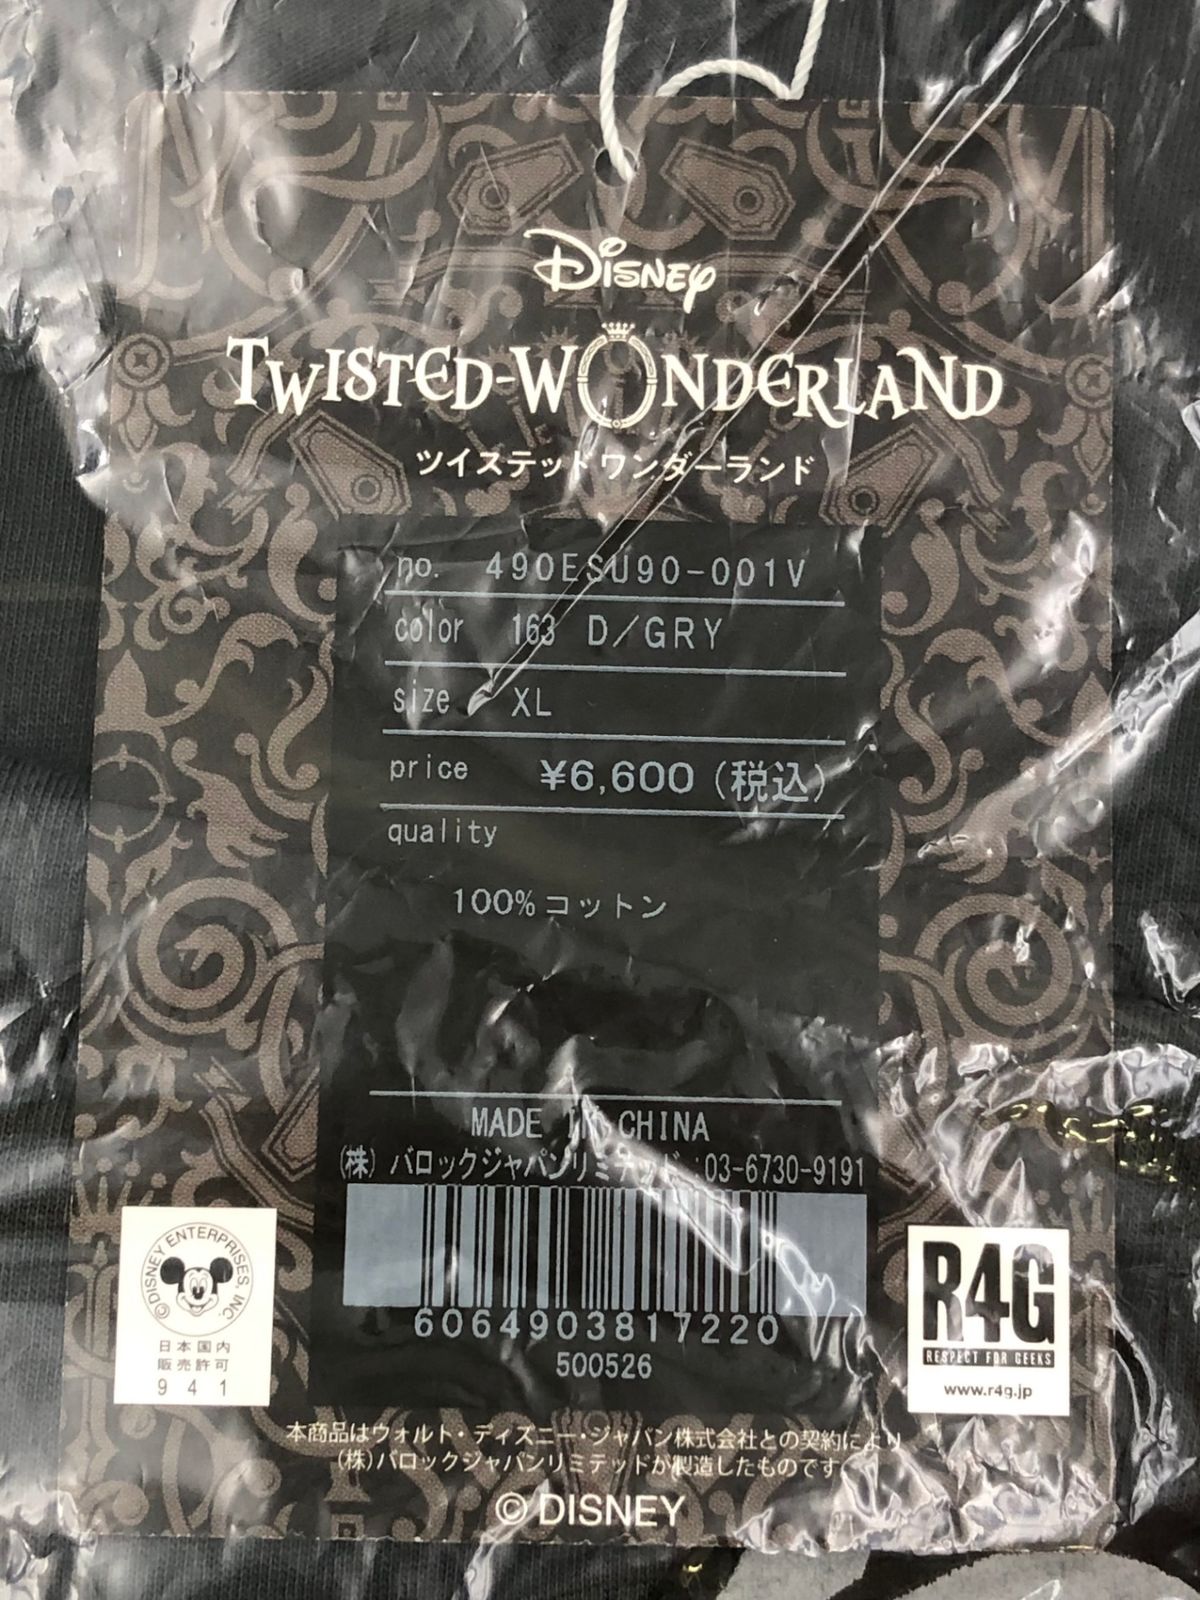 Disney
TWISTED-WONDERLAND
ツイステッドワンダーランド
no. 490ESU90-001V
color 163 D/GRY
size XL
price ¥6,600 (税込)
quality
100%コットン
MADE IN CHINA
(株) バロックジャパンリミテッド :03-6730-9191
6064903817220
500526
©DISNEY ENTERPRISES, INC.
日本国内
販売許可
941
R4G
RESPECT FOR GEEKS
www.r4g.jp
本商品はウォルト・ディズニー・ジャパン株式会社との契約により
(株)バロックジャパンリミテッドが製造したものです。
© DISNEY